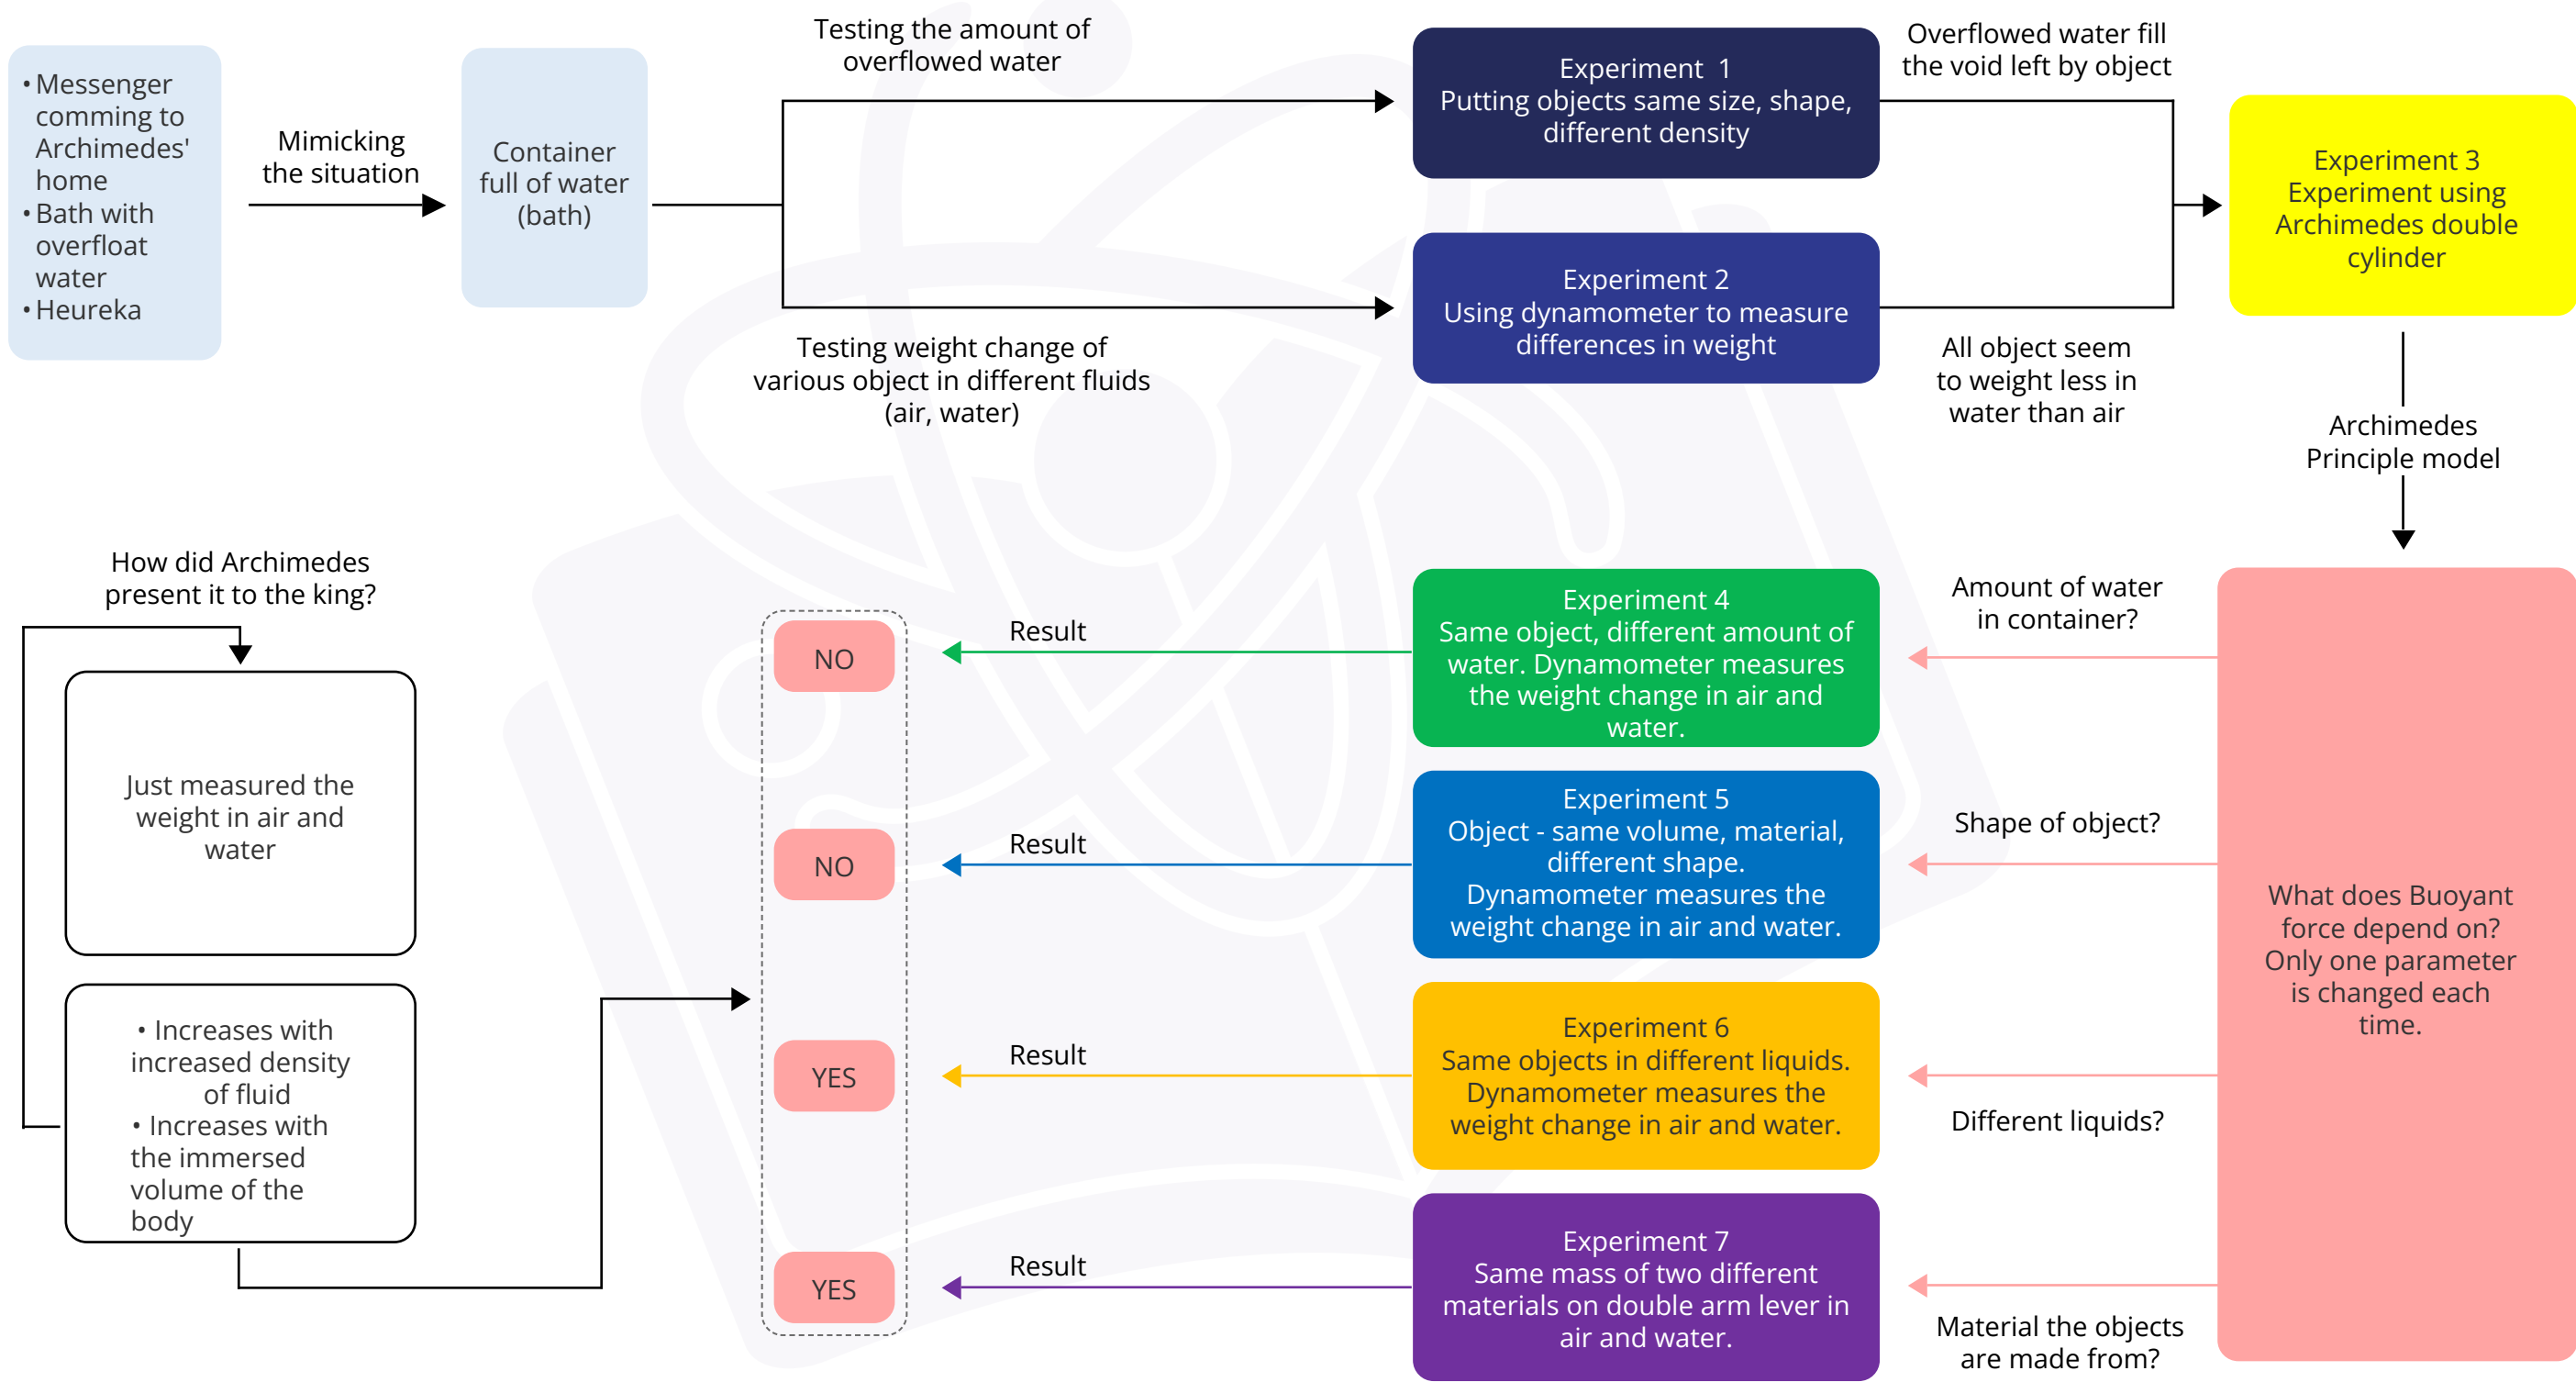 • Messenger
comming to
Archimedes'
home
• Bath with
overfloat
water
• Heureka
Mimicking
the situation
Container
full of water
(bath)
Testing the amount of
overflowed water
Testing weight change of
various object in different fluids
(air, water)
Experiment 1
Putting objects same size, shape,
different density
Experiment 2
Using dynamometer to measure
differences in weight
Overflowed water fill
the void left by object
All object seem
to weight less in
water than air
Experiment 3
Experiment using
Archimedes double
cylinder
Archimedes
Principle model
What does Buoyant
force depend on?
Only one parameter
is changed each
time.
Amount of water
in container?
Shape of object?
Different liquids?
Material the objects
are made from?
Experiment 4
Same object, different amount of
water. Dynamometer measures
the weight change in air and
water.
Experiment 5
Object - same volume, material,
different shape.
Dynamometer measures the
weight change in air and water.
Experiment 6
Same objects in different liquids.
Dynamometer measures the
weight change in air and water.
Experiment 7
Same mass of two different
materials on double arm lever in
air and water.
Result
Result
Result
Result
NO
NO
YES
YES
How did Archimedes
present it to the king?
Just measured the
weight in air and
water
• Increases with
increased density
of fluid
• Increases with
the immersed
volume of the
body